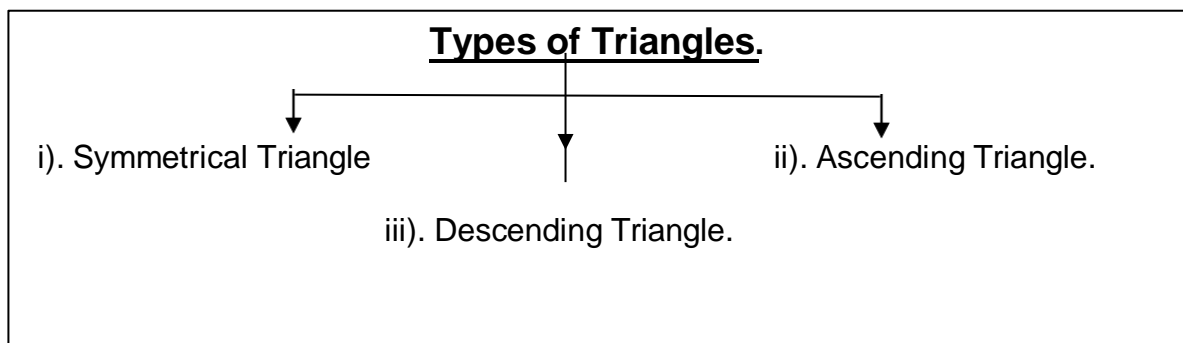 Types of Triangles.
i). Symmetrical Triangle
ii). Ascending Triangle.
iii). Descending Triangle.